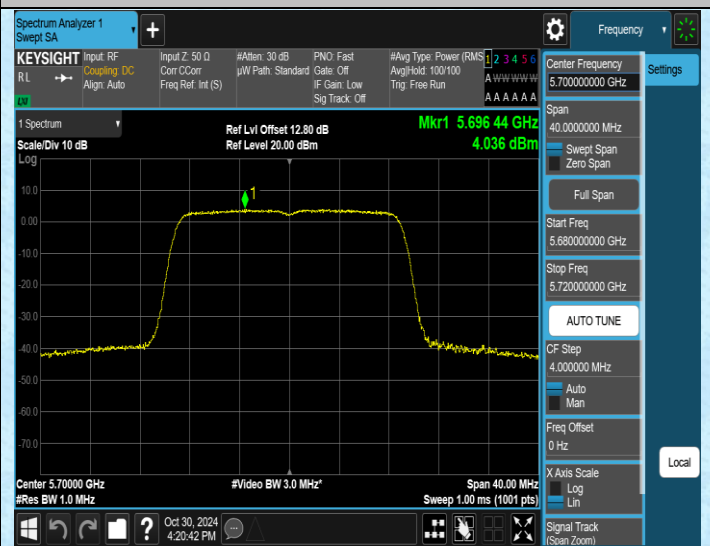 Spectrum Analyzer 1
Swept SA
+
Frequency
KEYSIGHT
RL
LXI
Input: RF
Coupling: DC
Align: Auto
Input Z: 50 Ω
Corr CCorr
Freq Ref: Int (S)
#Atten: 30 dB
µW Path: Standard
PNO: Fast
Gate: Off
IF Gain: Low
Sig Track: Off
#Avg Type: Power (RMS
Avg|Hold: 100/100
Trig: Free Run
1 2 3 4 5 6
A W W W W W
A A A A A A
1 Spectrum
Scale/Div 10 dB
Log
Ref Lvl Offset 12.80 dB
Ref Level 20.00 dBm
Mkr1 5.696 44 GHz
4.036 dBm
1
10.0
0.00
-10.0
-20.0
-30.0
-40.0
-50.0
-60.0
-70.0
Center 5.70000 GHz
#Res BW 1.0 MHz
#Video BW 3.0 MHz*
Span 40.00 MHz
Sweep 1.00 ms (1001 pts)
?
Oct 30, 2024
4:20:42 PM
Center Frequency
5.700000000 GHz
Span
40.0000000 MHz
Swept Span
Zero Span
Full Span
Start Freq
5.680000000 GHz
Stop Freq
5.720000000 GHz
AUTO TUNE
CF Step
4.000000 MHz
Auto
Man
Freq Offset
0 Hz
X Axis Scale
Log
Lin
Signal Track
(Span Zoom)
Settings
Local